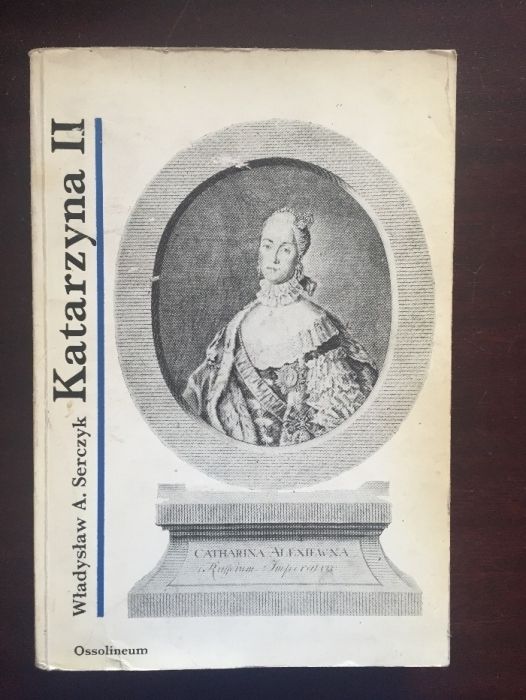 Władysław A. Serczyk Katarzyna II
CATHARINA ALEXIEWNA
Ossolineum